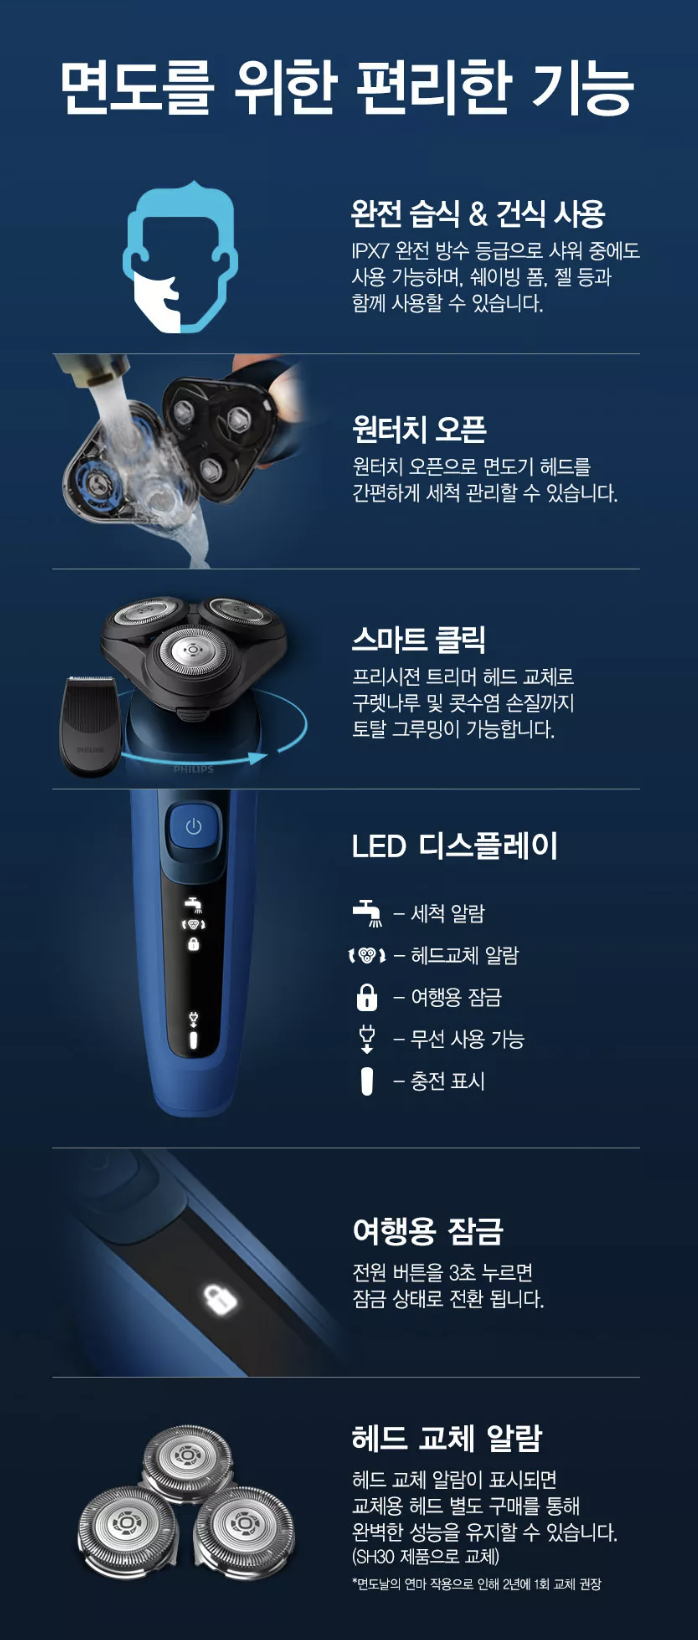 면도를 위한 편리한 기능
완전 습식 & 건식 사용
IPX7 완전 방수 등급으로 샤워 중에도
사용 가능하며, 쉐이빙 폼, 젤 등과
함께 사용할 수 있습니다.
원터치 오픈
원터치 오픈으로 면도기 헤드를
간편하게 세척 관리할 수 있습니다.
스마트 클릭
프리시젼 트리머 헤드 교체로
구렛나루 및 콧수염 손질까지
토탈 그루밍이 가능합니다.
PHILIPS
PHILIPS
LED 디스플레이
– 세척 알람
– 헤드교체 알람
– 여행용 잠금
– 무선 사용 가능
– 충전 표시
여행용 잠금
전원 버튼을 3초 누르면
잠금 상태로 전환 됩니다.
헤드 교체 알람
헤드 교체 알람이 표시되면
교체용 헤드 별도 구매를 통해
완벽한 성능을 유지할 수 있습니다.
(SH30 제품으로 교체)
*면도날의 연마 작용으로 인해 2년에 1회 교체 권장